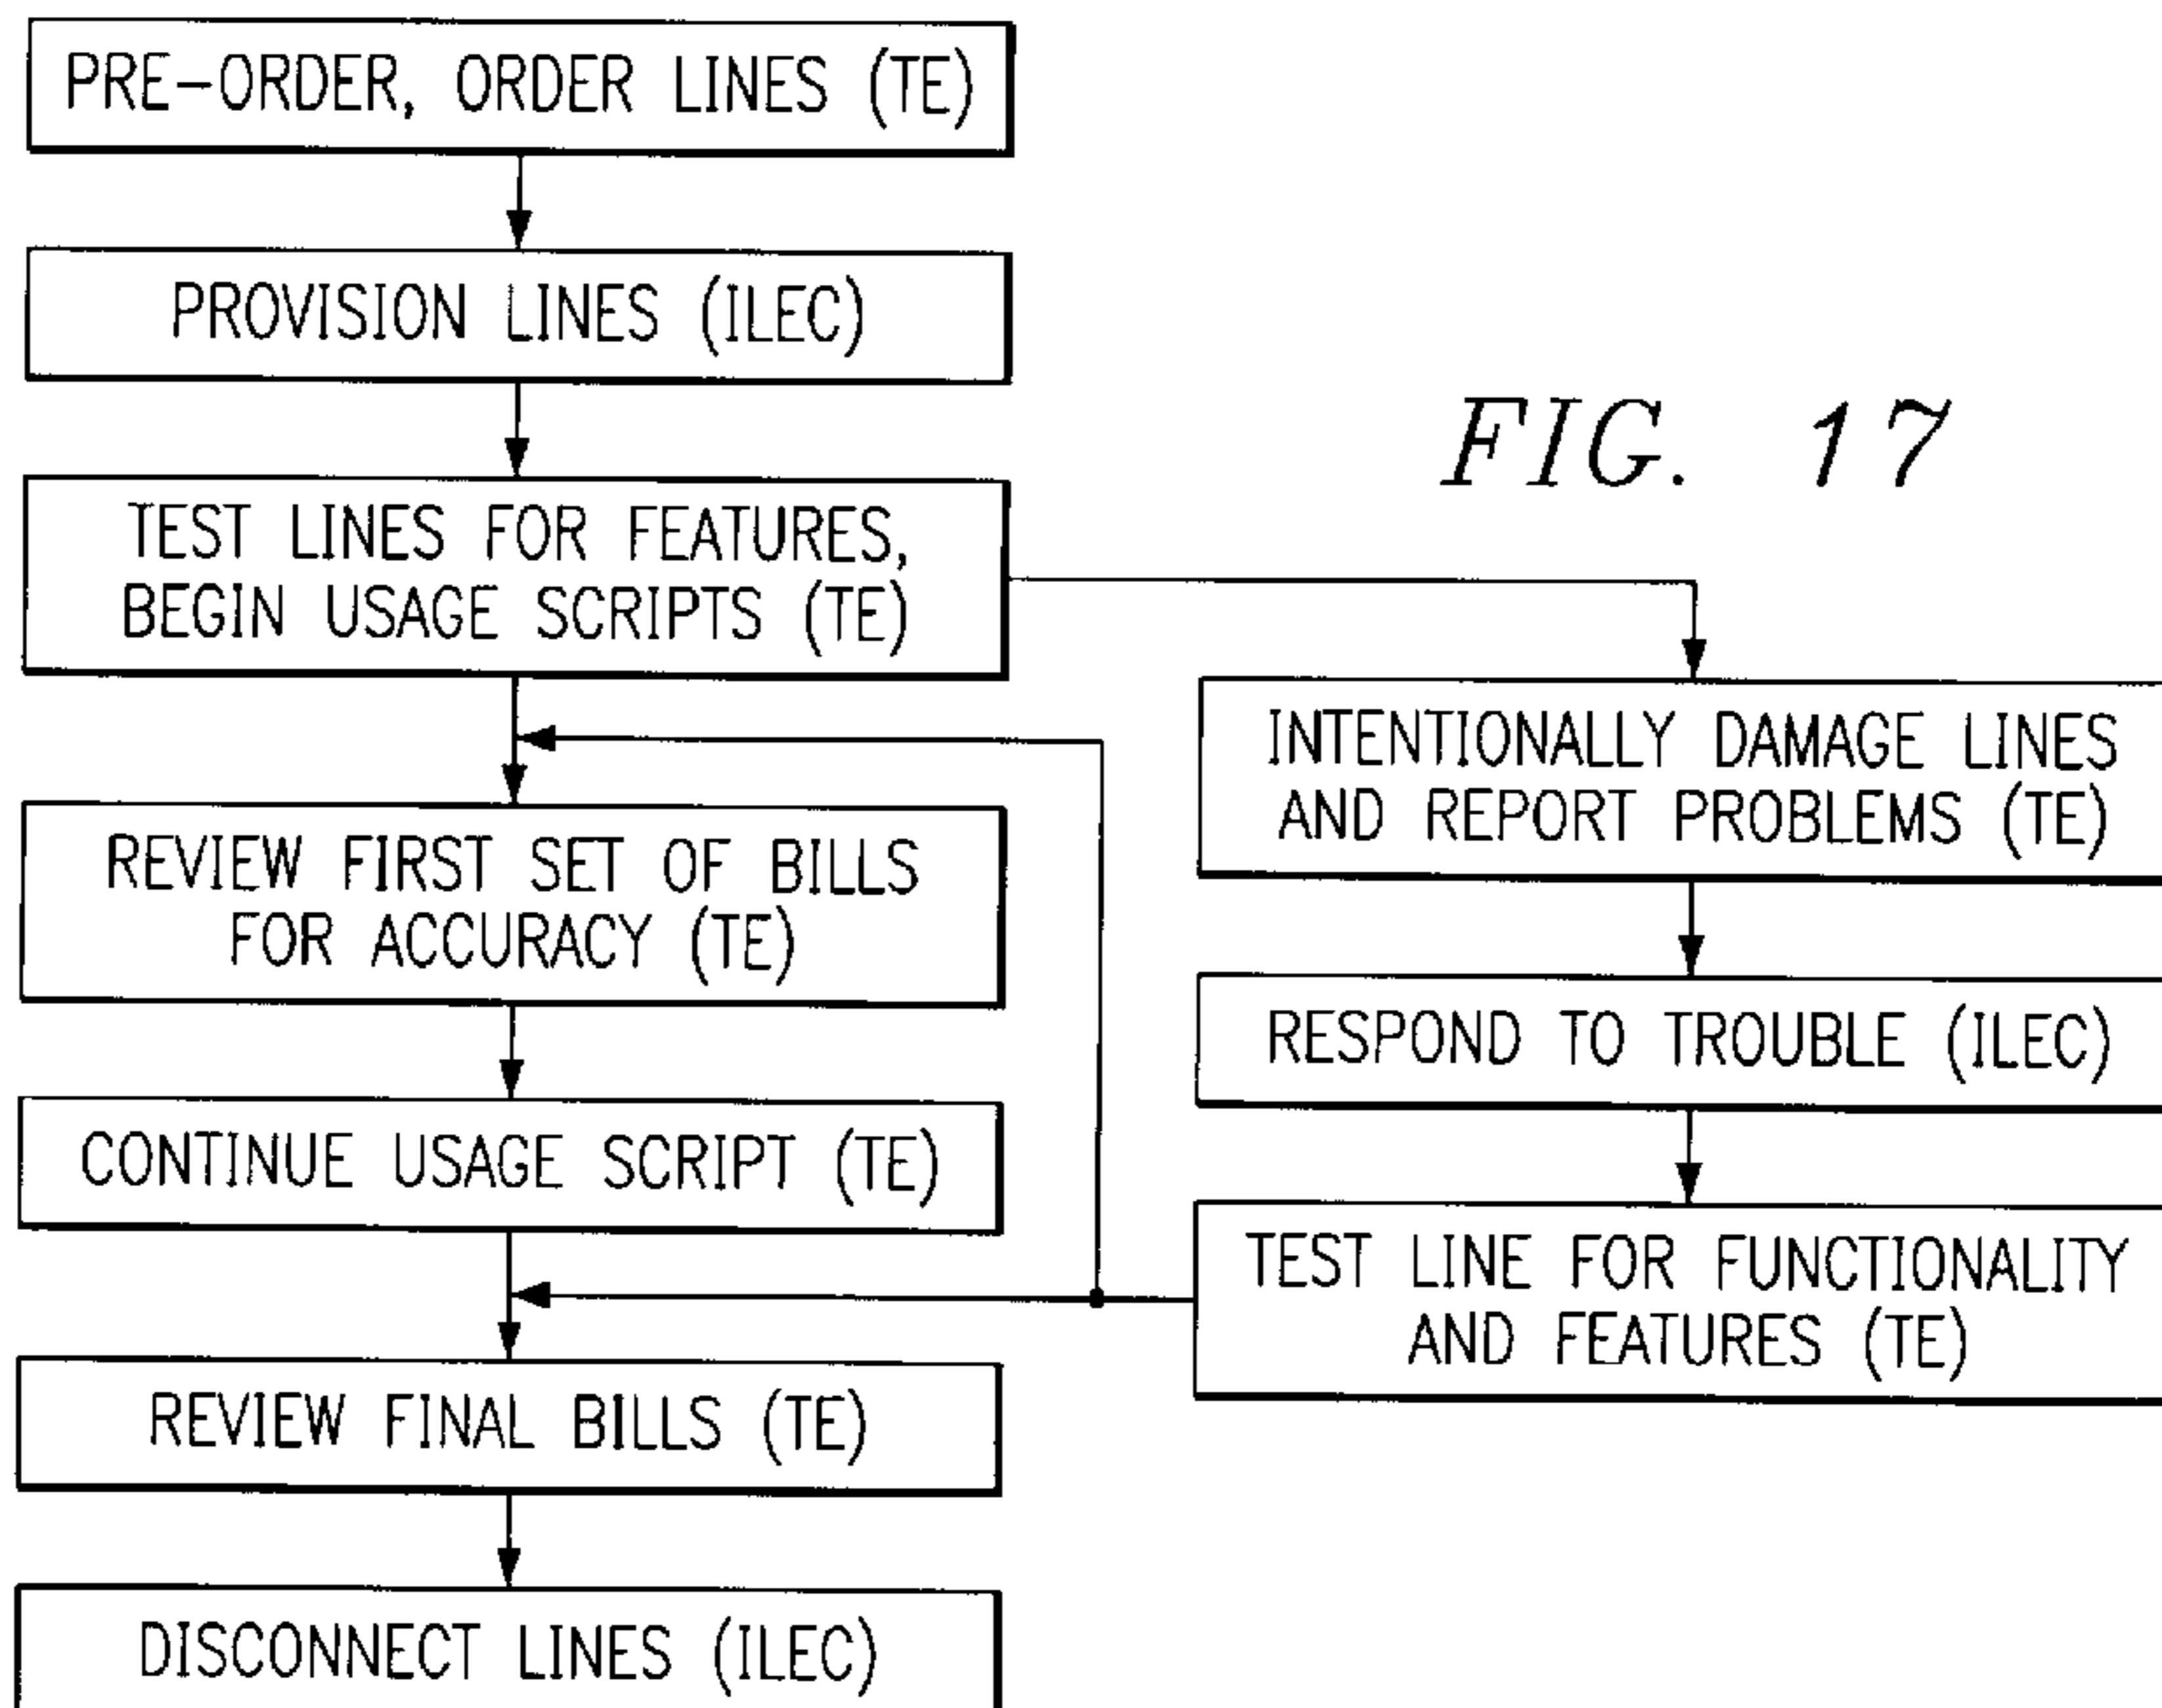 PRE-ORDER, ORDER LINES (TE)
PROVISION LINES (ILEC)
TEST LINES FOR FEATURES,
BEGIN USAGE SCRIPTS (TE)
REVIEW FIRST SET OF BILLS
FOR ACCURACY (TE)
CONTINUE USAGE SCRIPT (TE)
REVIEW FINAL BILLS (TE)
DISCONNECT LINES (ILEC)
FIG. 17
INTENTIONALLY DAMAGE LINES
AND REPORT PROBLEMS (TE)
RESPOND TO TROUBLE (ILEC)
TEST LINE FOR FUNCTIONALITY
AND FEATURES (TE)